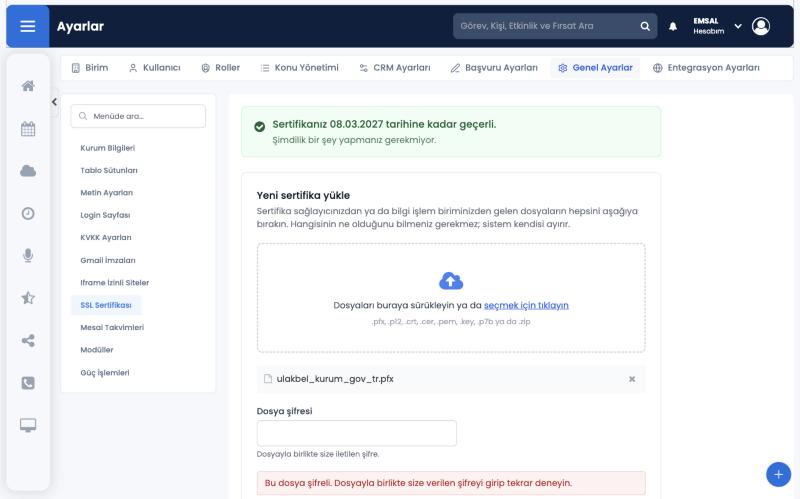 Ayarlar
Görev, Kişi, Etkinlik ve Fırsat Ara
EMSAL
Hesabım
Birim
Kullanıcı
Roller
Konu Yönetimi
CRM Ayarları
Başvuru Ayarları
Genel Ayarlar
Entegrasyon Ayarları
Menüde ara...
Kurum Bilgileri
Tablo Sütunları
Metin Ayarları
Login Sayfası
KVKK Ayarları
Gmail İmzaları
Iframe İzinli Siteler
SSL Sertifikası
Mesai Takvimleri
Modüller
Güç İşlemleri
Sertifikanız 08.03.2027 tarihine kadar geçerli.
Şimdilik bir şey yapmanız gerekmiyor.
Yeni sertifika yükle
Sertifika sağlayıcınızdan ya da bilgi işlem biriminizden gelen dosyaların hepsini aşağıya
bırakın. Hangisinin ne olduğunu bilmeniz gerekmez; sistem kendisi ayırır.
Dosyaları buraya sürükleyin ya da seçmek için tıklayın
.pfx, .p12, .crt, .cer, .pem, .key, .p7b ya da .zip
ulakbel_kurum_gov_tr.pfx
Dosya şifresi
Dosyayla birlikte size iletilen şifre.
Bu dosya şifreli. Dosyayla birlikte size verilen şifreyi girip tekrar deneyin.